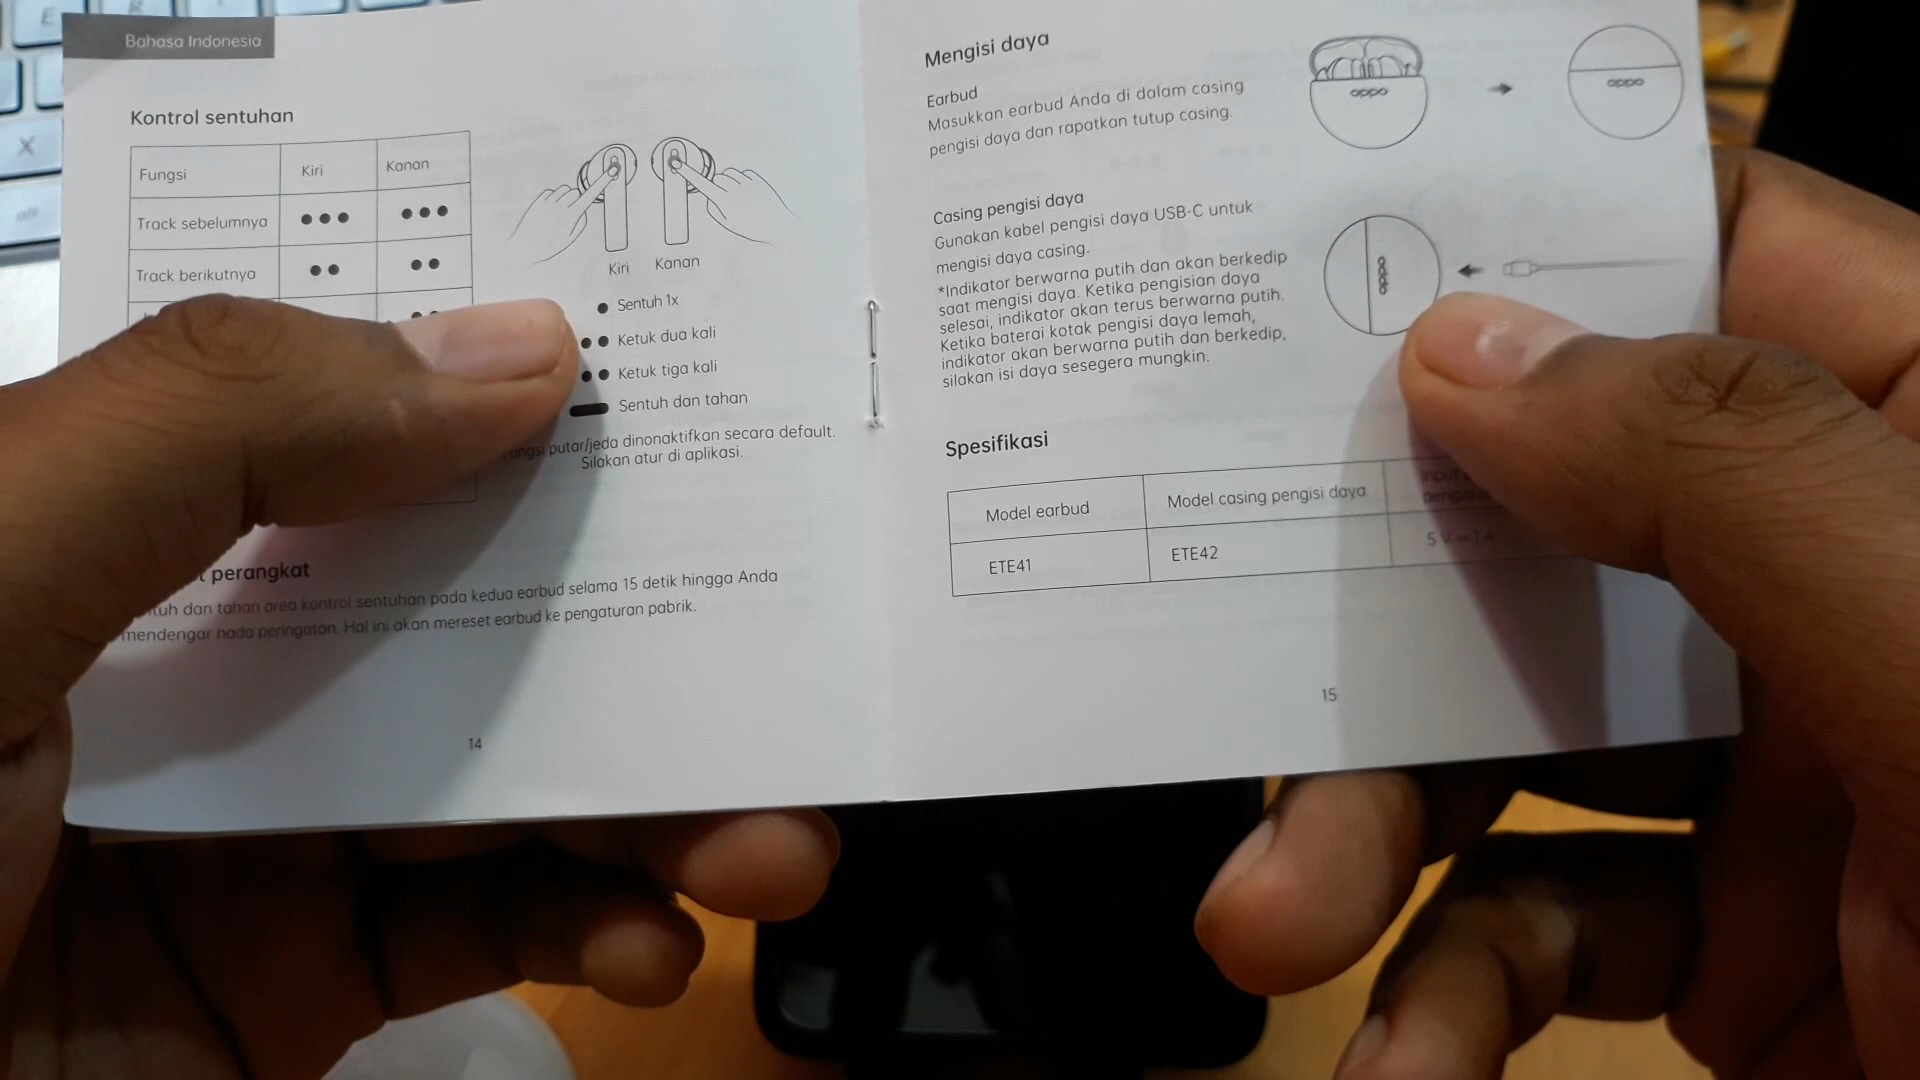 Bahasa Indonesia
Kontrol sentuhan
Fungsi Kiri Kanan
Track sebelumnya
Track berikutnya
Kiri Kanan
Sentuh 1x
Ketuk dua kali
Ketuk tiga kali
Sentuh dan tahan
putar/jeda dinonaktifkan secara default.
Silakan atur di aplikasi.
perangkat
dan tahan area kontrol sentuhan pada kedua earbud selama 15 detik hingga Anda
mendengar nada peringatan. Hal ini akan mereset earbud ke pengaturan pabrik.
14
Mengisi daya
Earbud
Masukkan earbud Anda di dalam casing
pengisi daya dan rapatkan tutup casing.
oppo
oppo
Casing pengisi daya
Gunakan kabel pengisi daya USB-C untuk
mengisi daya casing.
*Indikator berwarna putih dan akan berkedip
saat mengisi daya. Ketika pengisian daya
selesai, indikator akan terus berwarna putih.
Ketika baterai kotak pengisi daya lemah,
indikator akan berwarna putih dan berkedip,
silakan isi daya sesegera mungkin.
oppo
Spesifikasi
Model earbud Model casing pengisi daya
ETE41 ETE42 5
15
E
R
X